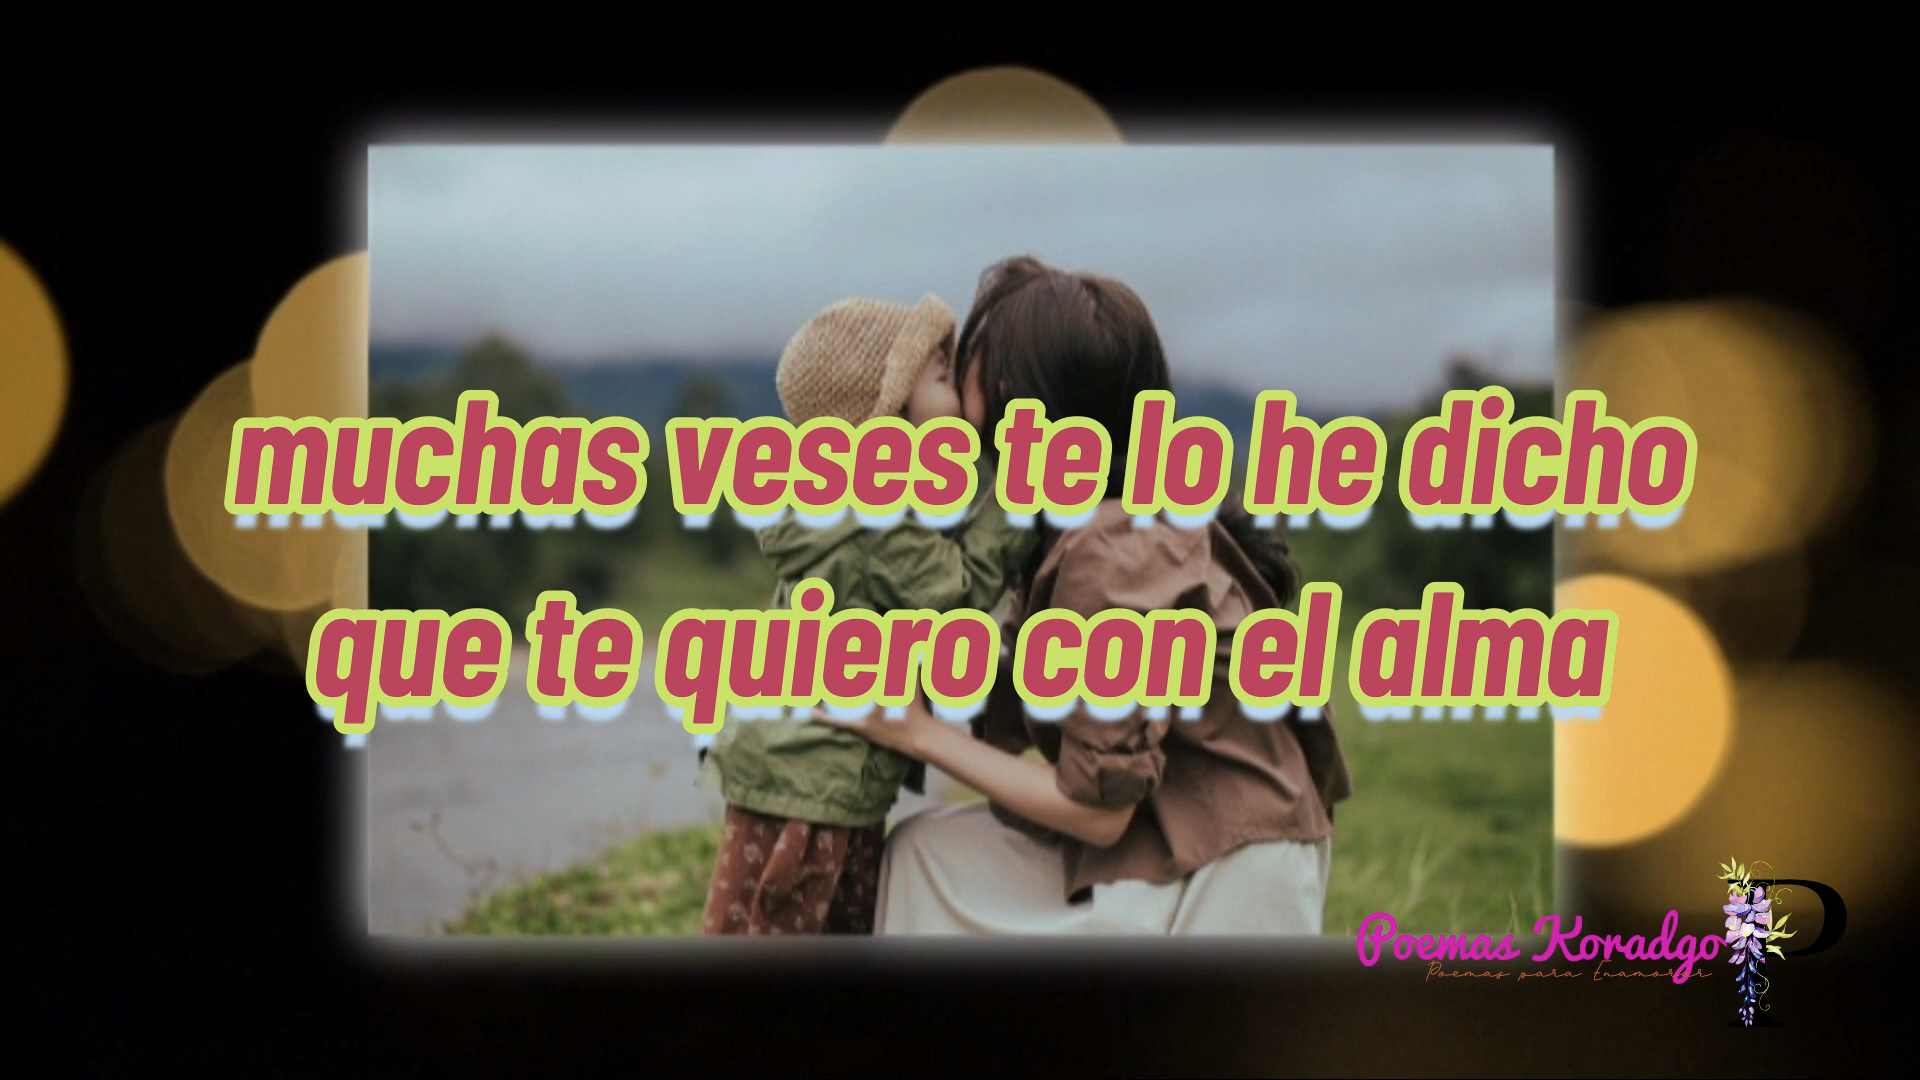 muchas veses te lo he dicho
que te quiero con el alma
Poemas Koradgo
Poemas para Enamorar
P